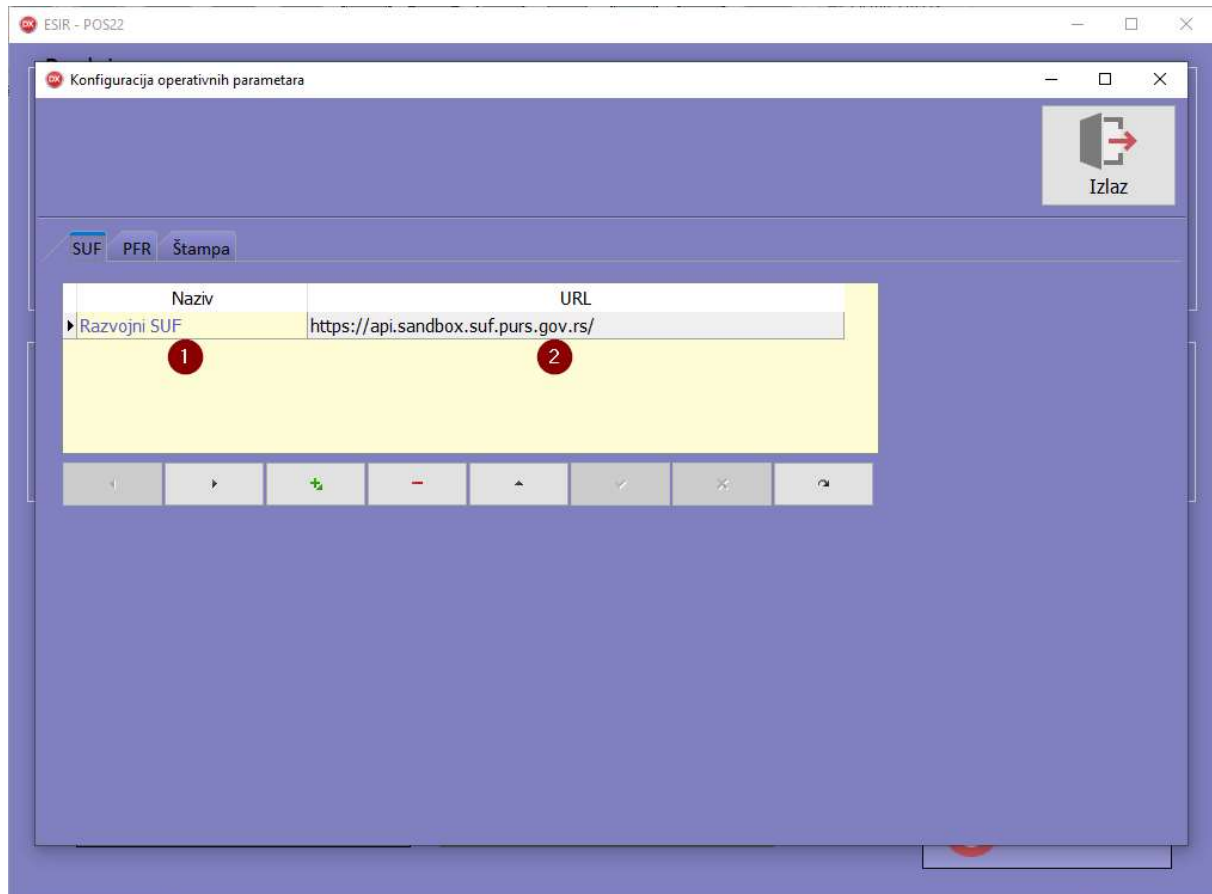 ESIR - POS22
Konfiguracija operativnih parametara
Izlaz
SUF PFR Štampa
Naziv URL
Razvojni SUF https://api.sandbox.suf.purs.gov.rs/
1 2